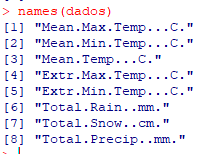 > names(dados)
[1] "Mean.Max.Temp...C."
[2] "Mean.Min.Temp...C."
[3] "Mean.Temp...C."
[4] "Extr.Max.Temp...C."
[5] "Extr.Min.Temp...C."
[6] "Total.Rain..mm."
[7] "Total.Snow..cm."
[8] "Total.Precip..mm."
>